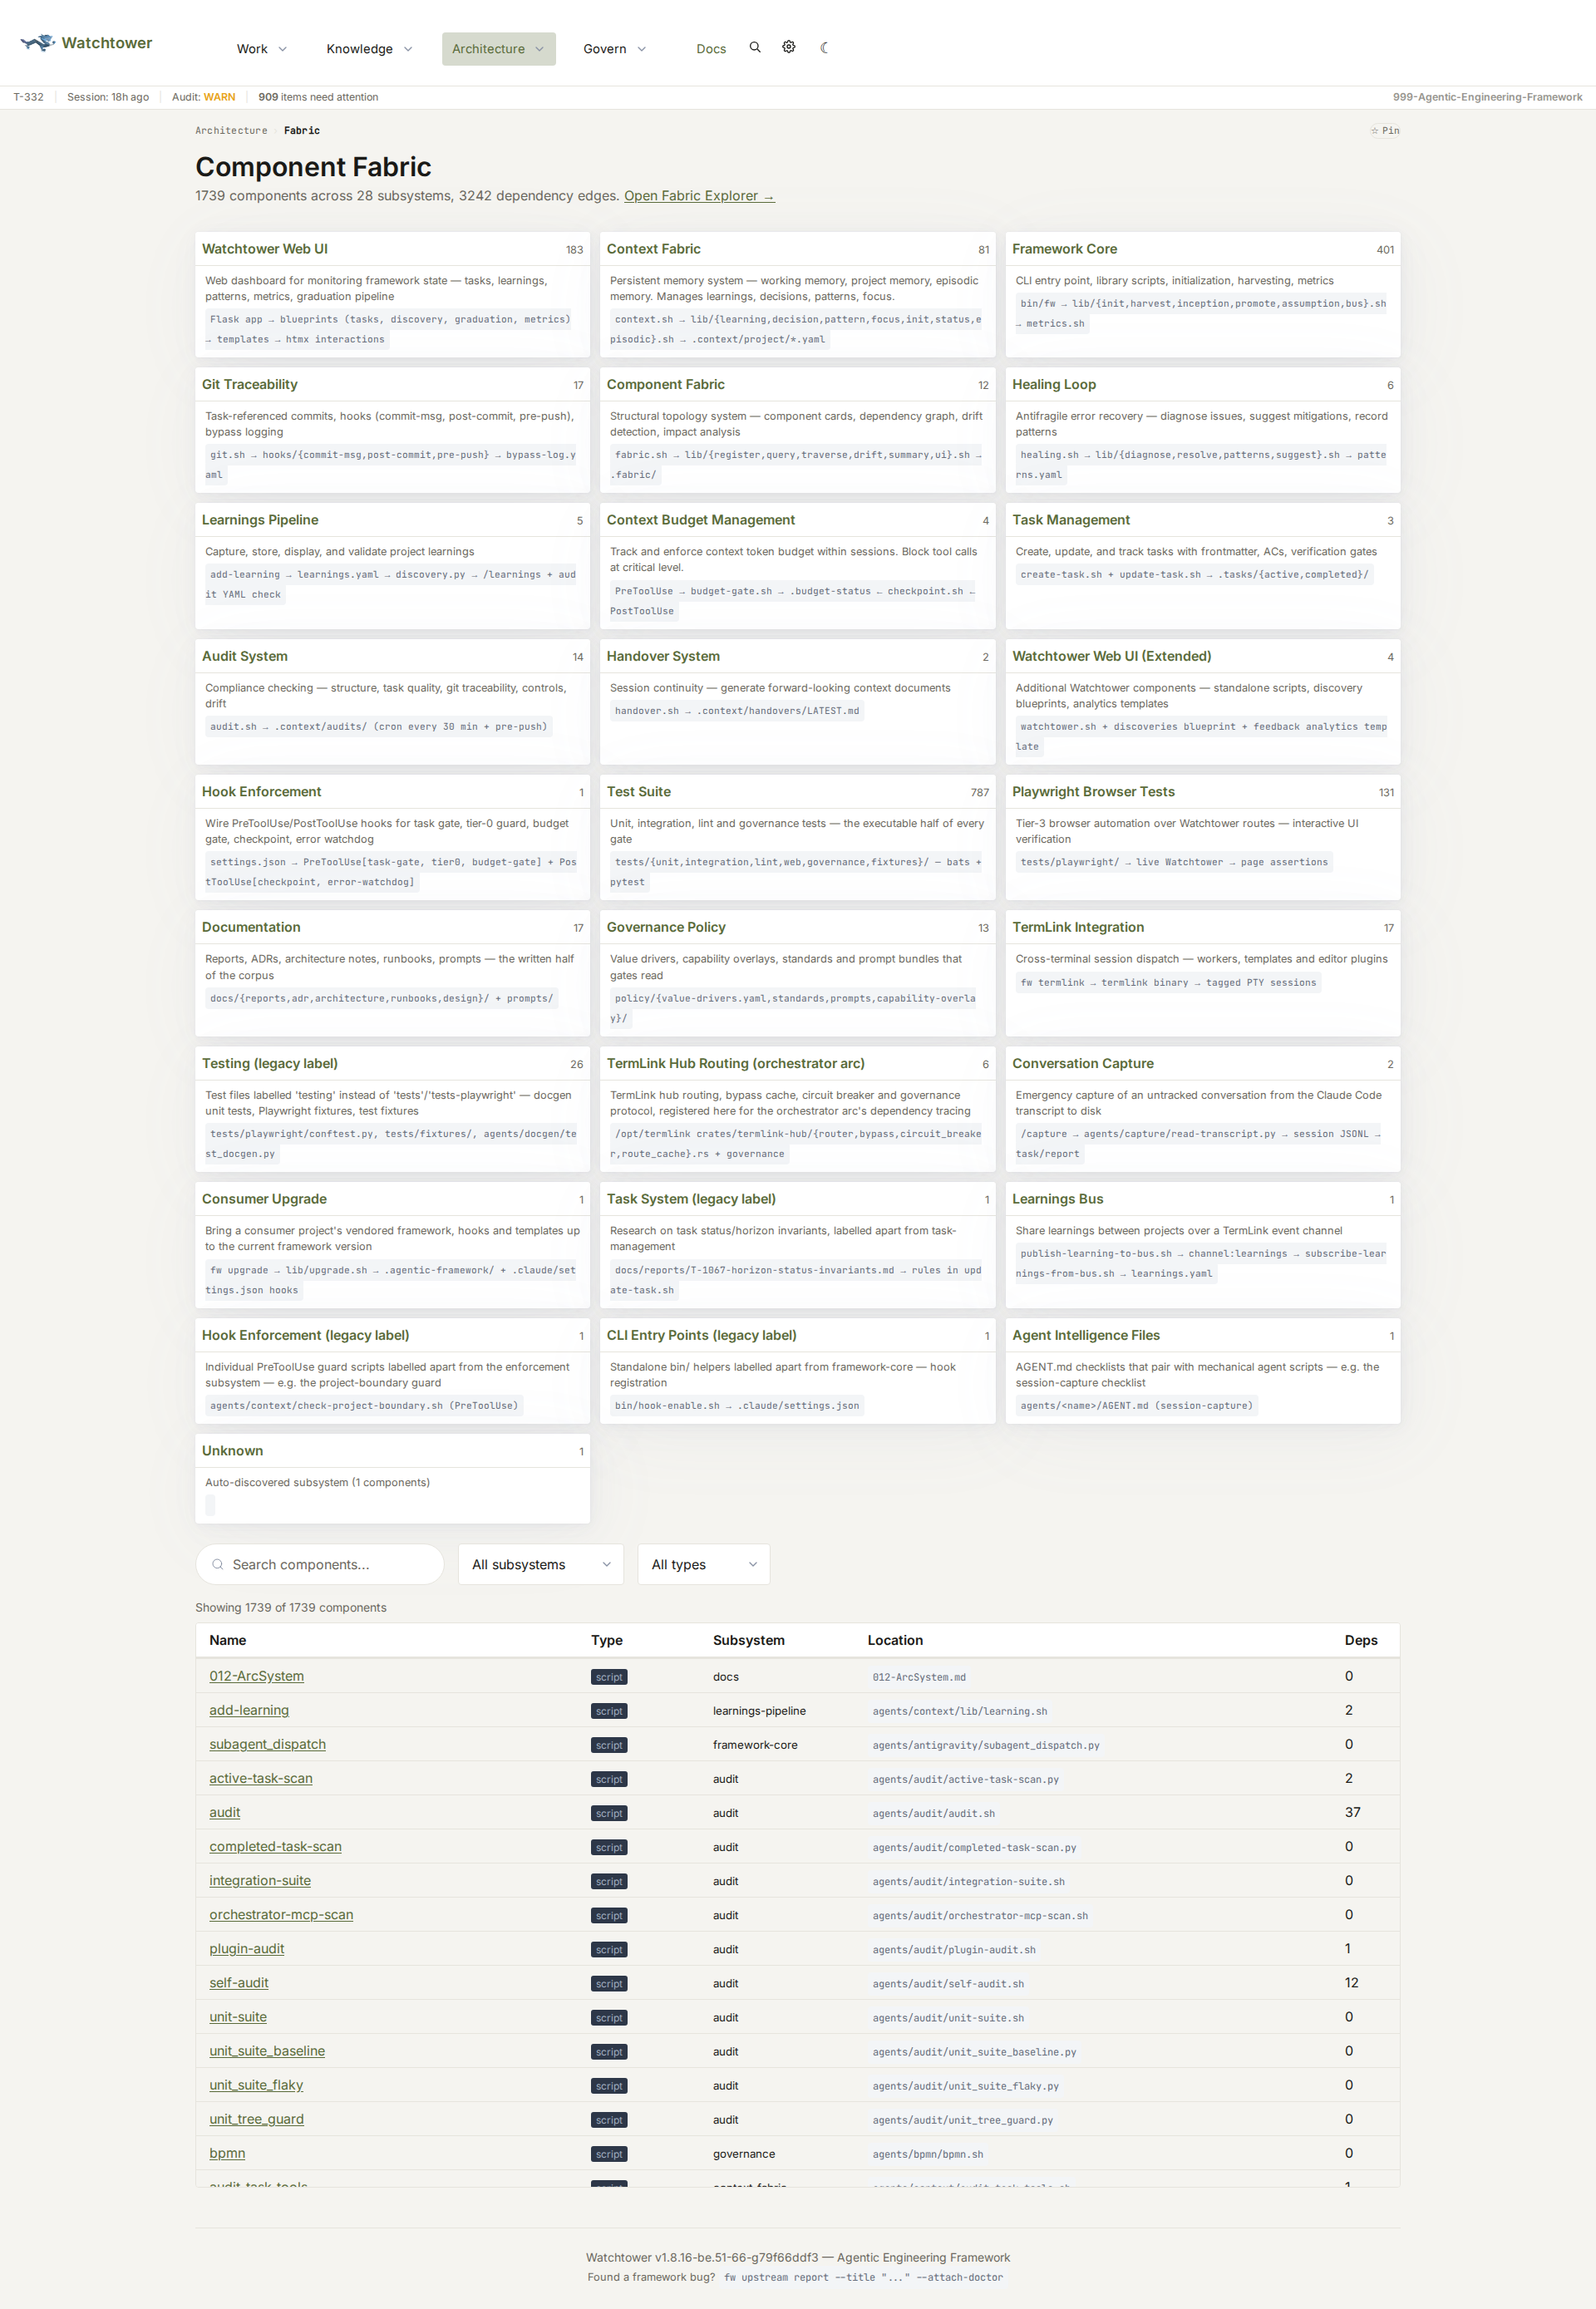 Watchtower
Work
Knowledge
Architecture
Govern
Docs
T-332
Session: 18h ago
Audit: WARN
909 items need attention
999-Agentic-Engineering-Framework
Architecture
Fabric
☆ Pin
Component Fabric
1739 components across 28 subsystems, 3242 dependency edges. Open Fabric Explorer →
Watchtower Web UI
183
Web dashboard for monitoring framework state — tasks, learnings,
patterns, metrics, graduation pipeline
Flask app → blueprints (tasks, discovery, graduation, metrics)
→ templates → htmx interactions
Context Fabric
81
Persistent memory system — working memory, project memory, episodic
memory. Manages learnings, decisions, patterns, focus.
context.sh → lib/{learning,decision,pattern,focus,init,status,e
pisodic}.sh → .context/project/*.yaml
Framework Core
401
CLI entry point, library scripts, initialization, harvesting, metrics
bin/fw → lib/{init,harvest,inception,promote,assumption,bus}.sh
→ metrics.sh
Git Traceability
17
Task-referenced commits, hooks (commit-msg, post-commit, pre-push),
bypass logging
git.sh → hooks/{commit-msg,post-commit,pre-push} → bypass-log.y
aml
Component Fabric
12
Structural topology system — component cards, dependency graph, drift
detection, impact analysis
fabric.sh → lib/{register,query,traverse,drift,summary,ui}.sh →
.fabric/
Healing Loop
6
Antifragile error recovery — diagnose issues, suggest mitigations, record
patterns
healing.sh → lib/{diagnose,resolve,patterns,suggest}.sh → patte
rns.yaml
Learnings Pipeline
5
Capture, store, display, and validate project learnings
add-learning → learnings.yaml → discovery.py → /learnings + aud
it YAML check
Context Budget Management
4
Track and enforce context token budget within sessions. Block tool calls
at critical level.
PreToolUse → budget-gate.sh → .budget-status ← checkpoint.sh ←
PostToolUse
Task Management
3
Create, update, and track tasks with frontmatter, ACs, verification gates
create-task.sh + update-task.sh → .tasks/{active,completed}/
Audit System
14
Compliance checking — structure, task quality, git traceability, controls,
drift
audit.sh → .context/audits/ (cron every 30 min + pre-push)
Handover System
2
Session continuity — generate forward-looking context documents
handover.sh → .context/handovers/LATEST.md
Watchtower Web UI (Extended)
4
Additional Watchtower components — standalone scripts, discovery
blueprints, analytics templates
watchtower.sh + discoveries blueprint + feedback analytics temp
late
Hook Enforcement
1
Wire PreToolUse/PostToolUse hooks for task gate, tier-0 guard, budget
gate, checkpoint, error watchdog
settings.json → PreToolUse[task-gate, tier0, budget-gate] + Pos
tToolUse[checkpoint, error-watchdog]
Test Suite
787
Unit, integration, lint and governance tests — the executable half of every
gate
tests/{unit,integration,lint,web,governance,fixtures}/ — bats +
pytest
Playwright Browser Tests
131
Tier-3 browser automation over Watchtower routes — interactive UI
verification
tests/playwright/ → live Watchtower → page assertions
Documentation
17
Reports, ADRs, architecture notes, runbooks, prompts — the written half
of the corpus
docs/{reports,adr,architecture,runbooks,design}/ + prompts/
Governance Policy
13
Value drivers, capability overlays, standards and prompt bundles that
gates read
policy/{value-drivers.yaml,standards,prompts,capability-overla
y}/
TermLink Integration
17
Cross-terminal session dispatch — workers, templates and editor plugins
fw termlink → termlink binary → tagged PTY sessions
Testing (legacy label)
26
Test files labelled 'testing' instead of 'tests'/'tests-playwright' — docgen
unit tests, Playwright fixtures, test fixtures
tests/playwright/conftest.py, tests/fixtures/, agents/docgen/te
st_docgen.py
TermLink Hub Routing (orchestrator arc)
6
TermLink hub routing, bypass cache, circuit breaker and governance
protocol, registered here for the orchestrator arc's dependency tracing
/opt/termlink crates/termlink-hub/{router,bypass,circuit_breake
r,route_cache}.rs + governance
Conversation Capture
2
Emergency capture of an untracked conversation from the Claude Code
transcript to disk
/capture → agents/capture/read-transcript.py → session JSONL →
task/report
Consumer Upgrade
1
Bring a consumer project's vendored framework, hooks and templates up
to the current framework version
fw upgrade → lib/upgrade.sh → .agentic-framework/ + .claude/set
tings.json hooks
Task System (legacy label)
1
Research on task status/horizon invariants, labelled apart from task-
management
docs/reports/T-1067-horizon-status-invariants.md → rules in upd
ate-task.sh
Learnings Bus
1
Share learnings between projects over a TermLink event channel
publish-learning-to-bus.sh → channel:learnings → subscribe-lear
nings-from-bus.sh → learnings.yaml
Hook Enforcement (legacy label)
1
Individual PreToolUse guard scripts labelled apart from the enforcement
subsystem — e.g. the project-boundary guard
agents/context/check-project-boundary.sh (PreToolUse)
CLI Entry Points (legacy label)
1
Standalone bin/ helpers labelled apart from framework-core — hook
registration
bin/hook-enable.sh → .claude/settings.json
Agent Intelligence Files
1
AGENT.md checklists that pair with mechanical agent scripts — e.g. the
session-capture checklist
agents/<name>/AGENT.md (session-capture)
Unknown
1
Auto-discovered subsystem (1 components)
Search components...
All subsystems
All types
Showing 1739 of 1739 components
Name Type Subsystem Location Deps
012-ArcSystem script docs 012-ArcSystem.md 0
add-learning script learnings-pipeline agents/context/lib/learning.sh 2
subagent_dispatch script framework-core agents/antigravity/subagent_dispatch.py 0
active-task-scan script audit agents/audit/active-task-scan.py 2
audit script audit agents/audit/audit.sh 37
completed-task-scan script audit agents/audit/completed-task-scan.py 0
integration-suite script audit agents/audit/integration-suite.sh 0
orchestrator-mcp-scan script audit agents/audit/orchestrator-mcp-scan.sh 0
plugin-audit script audit agents/audit/plugin-audit.sh 1
self-audit script audit agents/audit/self-audit.sh 12
unit-suite script audit agents/audit/unit-suite.sh 0
unit_suite_baseline script audit agents/audit/unit_suite_baseline.py 0
unit_suite_flaky script audit agents/audit/unit_suite_flaky.py 0
unit_tree_guard script audit agents/audit/unit_tree_guard.py 0
bpmn script governance agents/bpmn/bpmn.sh 0
Watchtower v1.8.16-be.51-66-g79f66ddf3 — Agentic Engineering Framework
Found a framework bug? fw upstream report --title "..." --attach-doctor